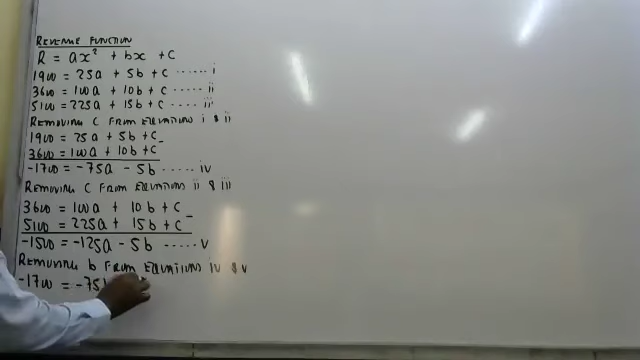 REVENUE FUNCTION
R = ax² + bx + c
1900 = 25a + 5b + c ...... i
3600 = 100a + 10b + c ..... ii
5100 = 225a + 15b + c .... iii
REMOVING C FROM EQUATIONS i & ii
1900 = 25a + 5b + c _
3600 = 100a + 10b + c
-1700 = -75a - 5b ..... iv
REMOVING C FROM EQUATIONS ii & iii
3600 = 100a + 10b + c _
5100 = 225a + 15b + c
-1500 = -125a - 5b ..... v
REMOVING b FROM EQUATIONS iv & v
-1700 = -75